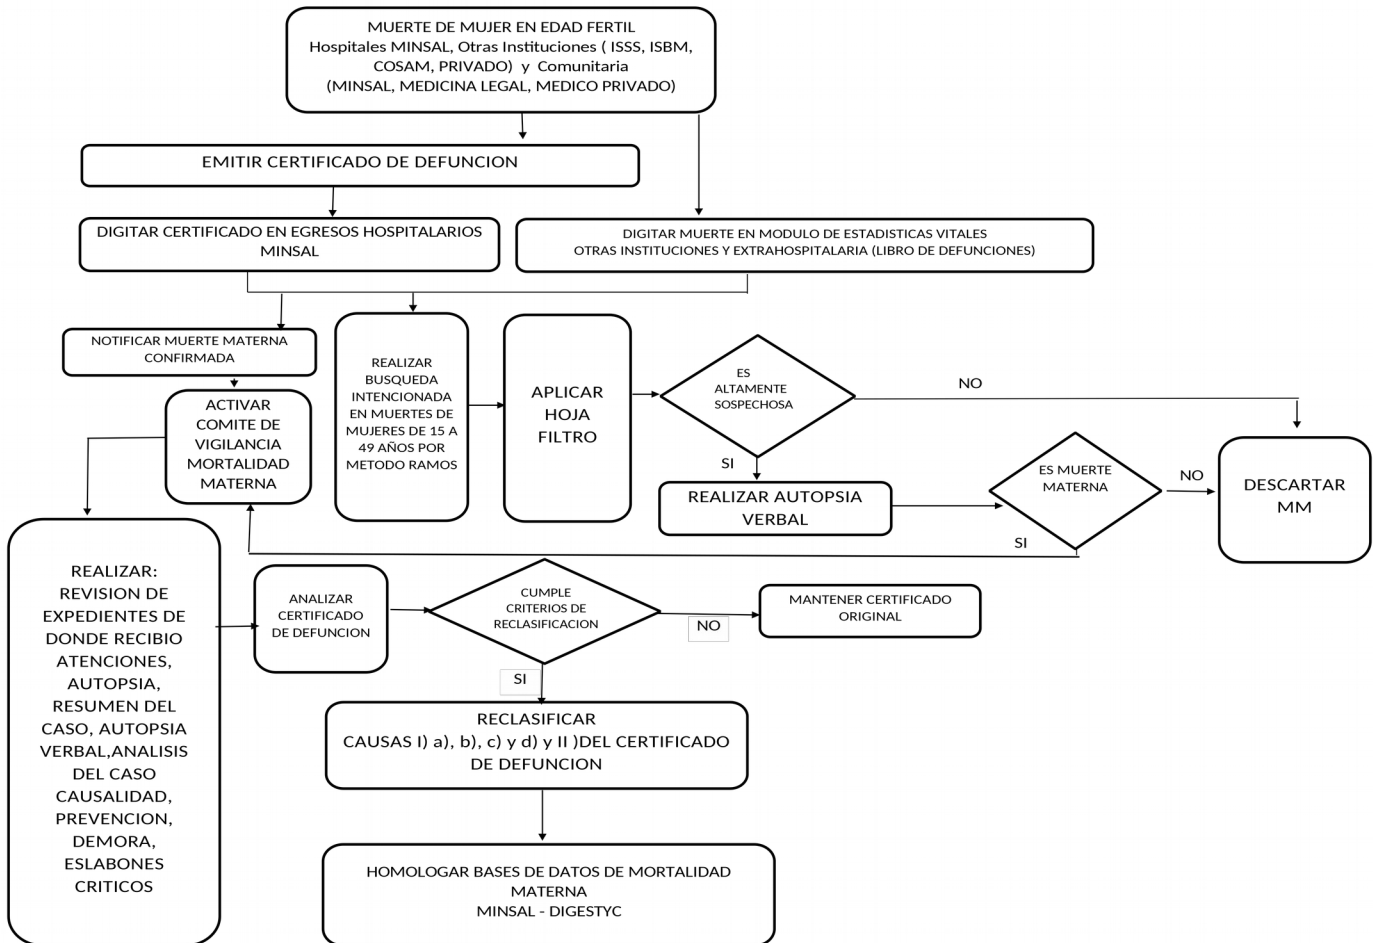 MUERTE DE MUJER EN EDAD FERTIL
Hospitales MINSAL, Otras Instituciones ( ISSS, ISBM,
COSAM, PRIVADO)  y  Comunitaria
(MINSAL, MEDICINA LEGAL, MEDICO PRIVADO)
EMITIR CERTIFICADO DE DEFUNCION
DIGITAR CERTIFICADO EN EGRESOS HOSPITALARIOS
MINSAL
DIGITAR MUERTE EN MODULO DE ESTADISTICAS VITALES
OTRAS INSTITUCIONES Y EXTRAHOSPITALARIA (LIBRO DE DEFUNCIONES)
NOTIFICAR MUERTE MATERNA
CONFIRMADA
ACTIVAR
COMITE DE
VIGILANCIA
MORTALIDAD
MATERNA
REALIZAR
BUSQUEDA
INTENCIONADA
EN MUERTES DE
MUJERES DE 15 A
49 AÑOS POR
METODO RAMOS
APLICAR
HOJA
FILTRO
ES
ALTAMENTE
SOSPECHOSA
NO
SI
REALIZAR AUTOPSIA
VERBAL
ES MUERTE
MATERNA
NO
SI
DESCARTAR
MM
REALIZAR:
REVISION DE
EXPEDIENTES DE
DONDE RECIBIO
ATENCIONES,
AUTOPSIA,
RESUMEN DEL
CASO, AUTOPSIA
VERBAL,ANALISIS
DEL CASO
CAUSALIDAD,
PREVENCION,
DEMORA,
ESLABONES
CRITICOS
ANALIZAR
CERTIFICADO
DE DEFUNCION
CUMPLE
CRITERIOS DE
RECLASIFICACION
NO
MANTENER CERTIFICADO
ORIGINAL
SI
RECLASIFICAR
CAUSAS I) a), b), c) y d) y II )DEL CERTIFICADO
DE DEFUNCION
HOMOLOGAR BASES DE DATOS DE MORTALIDAD
MATERNA
MINSAL - DIGESTYC